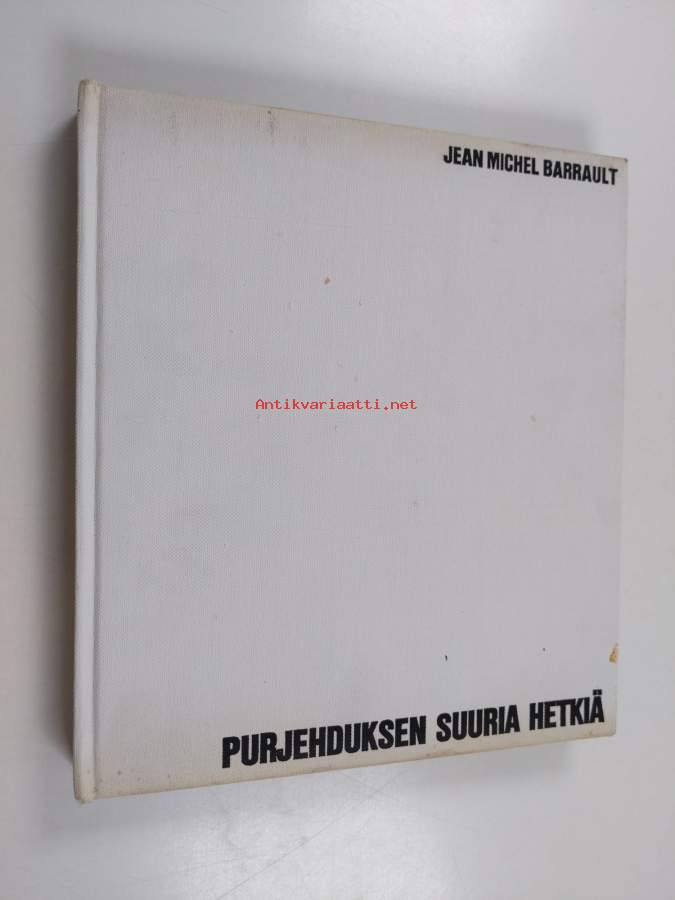 JEAN MICHEL BARRAULT
Antikvariaatti.net
PURJEHDUKSEN SUURIA HETKIÄ